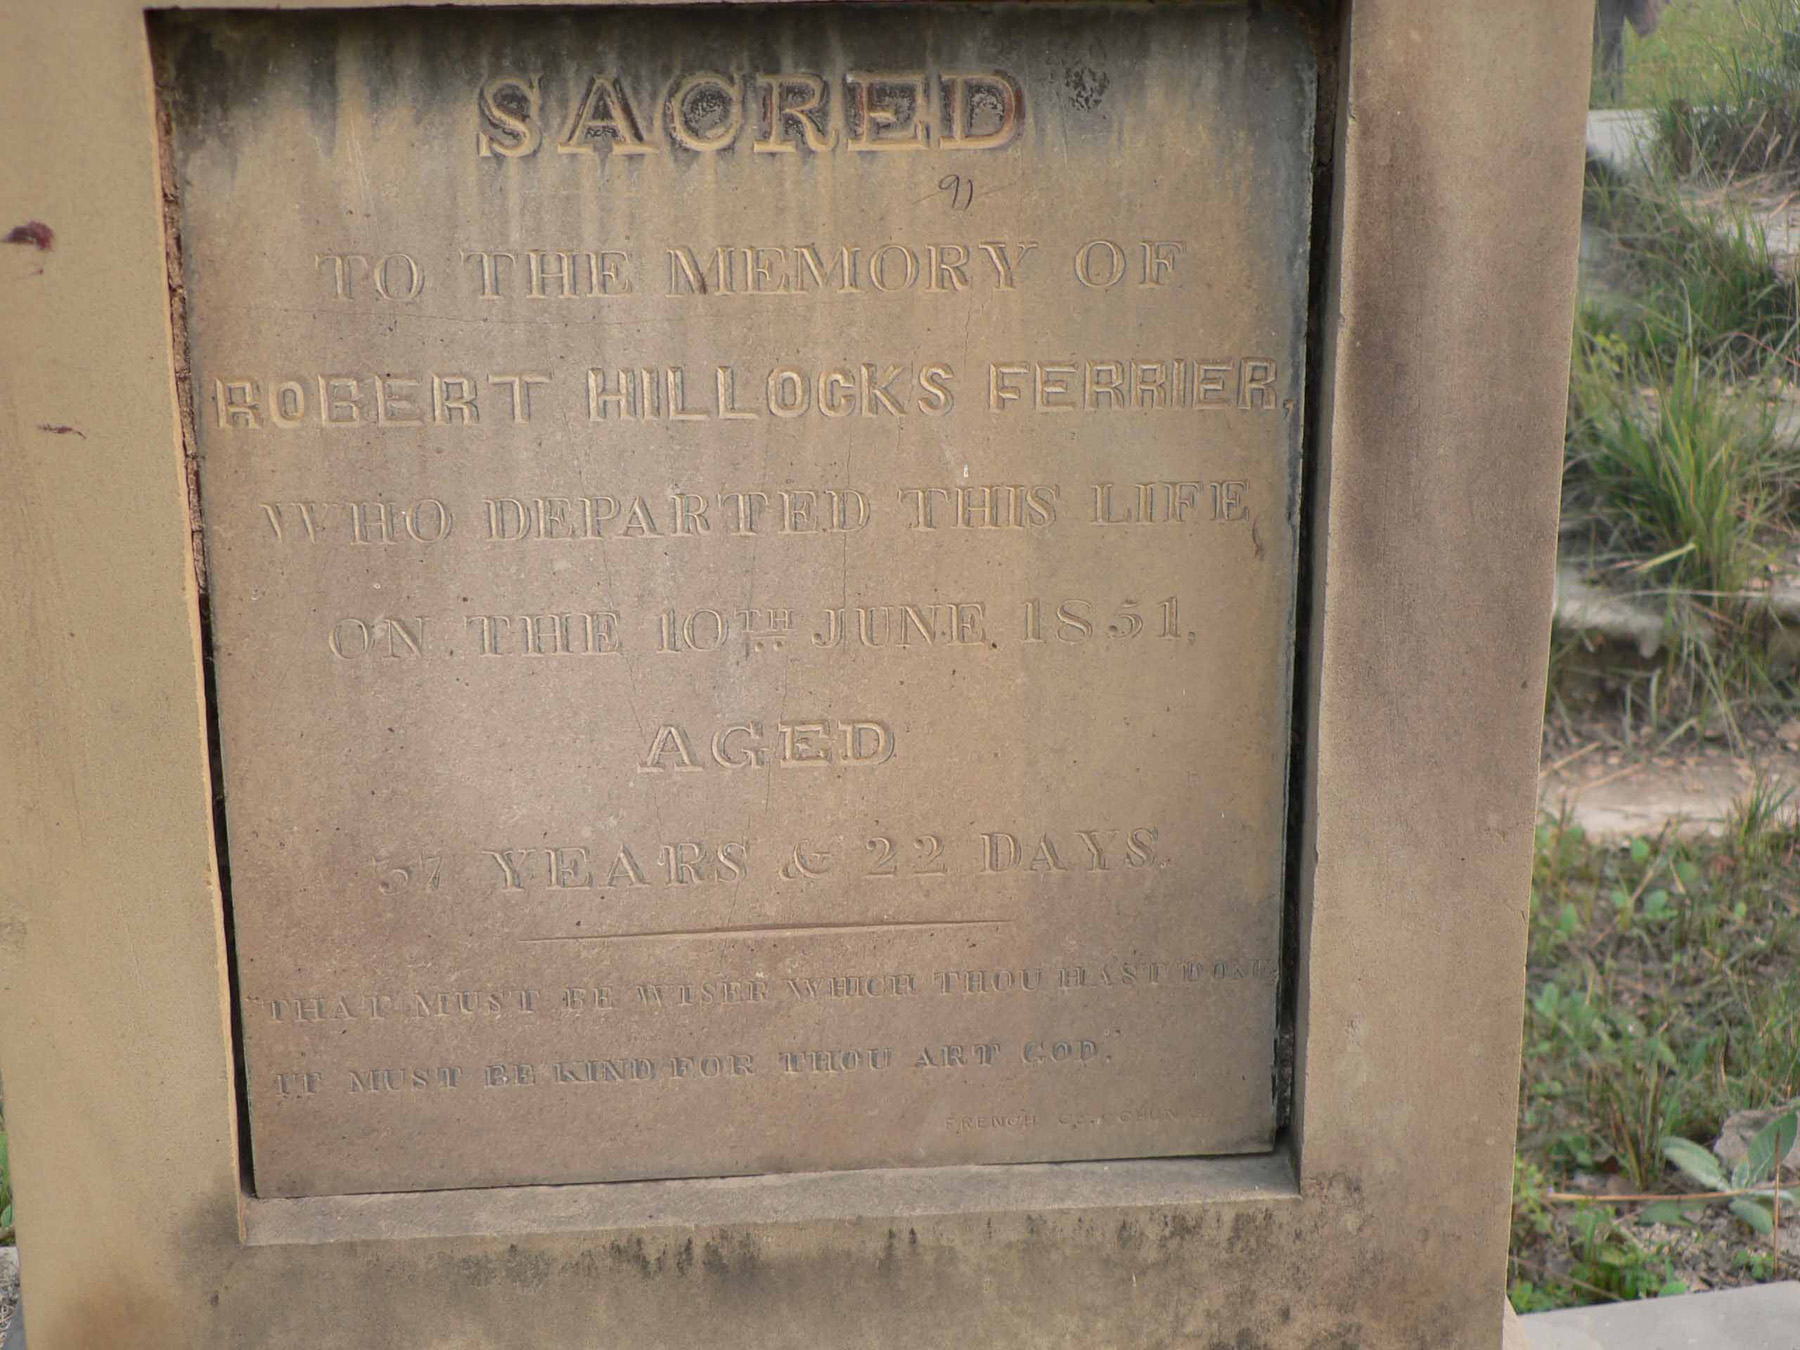 SACRED
91
TO THE MEMORY OF
ROBERT HILLOCKS FERRIER,
WHO DEPARTED THIS LIFE
ON THE 10TH JUNE 1851.
AGED
37 YEARS & 22 DAYS.
"THAT MUST BE WISER WHICH THOU HAST DONE,
IT MUST BE KIND FOR THOU ART GOD."
FRENCH